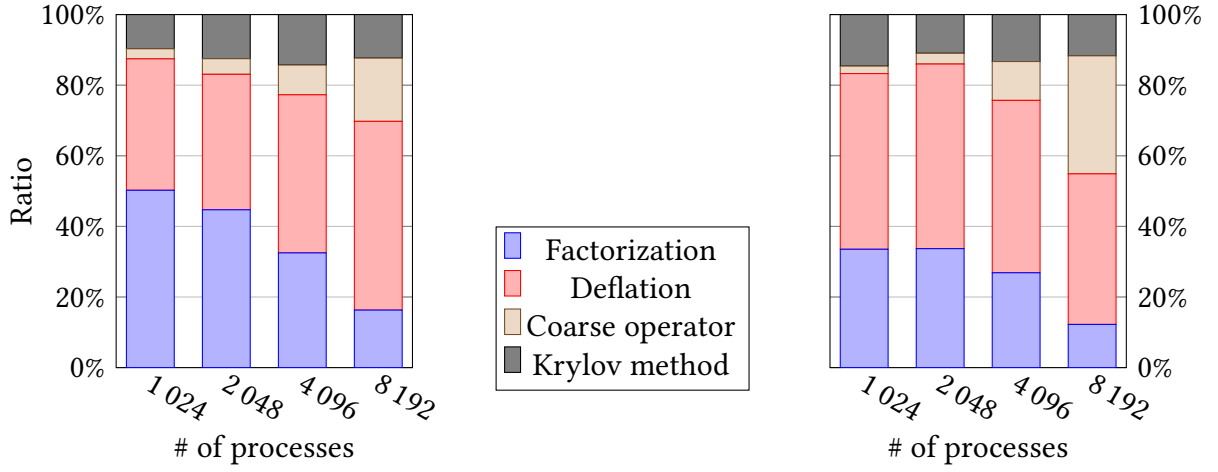 100%
80%
60%
40%
20%
0%
Ratio
1 024
2 048
4 096
8 192
# of processes
Factorization
Deflation
Coarse operator
Krylov method
100%
80%
60%
40%
20%
0%
1 024
2 048
4 096
8 192
# of processes